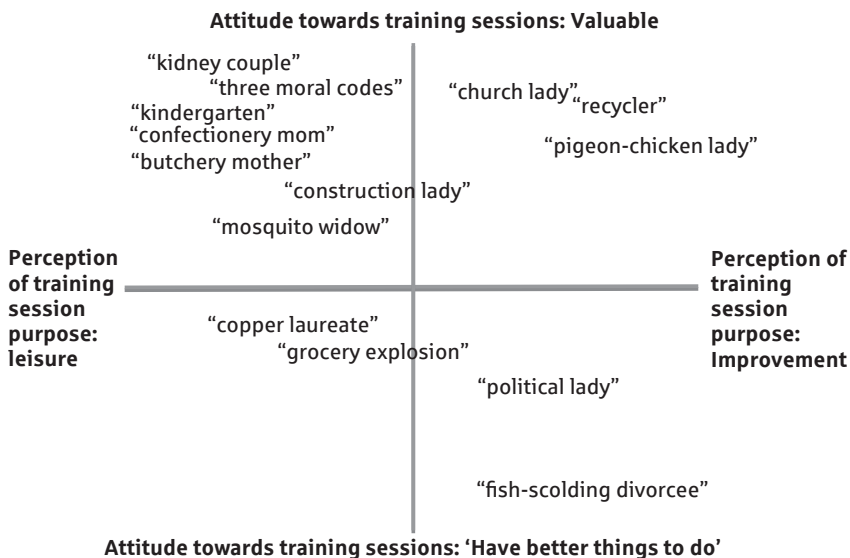 Attitude towards training sessions: Valuable
“kidney couple”
“three moral codes”
“church lady”
“recycler”
“kindergarten”
“confectionery mom”
“pigeon-chicken lady”
“butchery mother”
“construction lady”
“mosquito widow”
Perception
of training
session
purpose:
leisure
Perception of
training
session
purpose:
Improvement
“copper laureate”
“grocery explosion”
“political lady”
“fish-scolding divorcee”
Attitude towards training sessions: ‘Have better things to do’